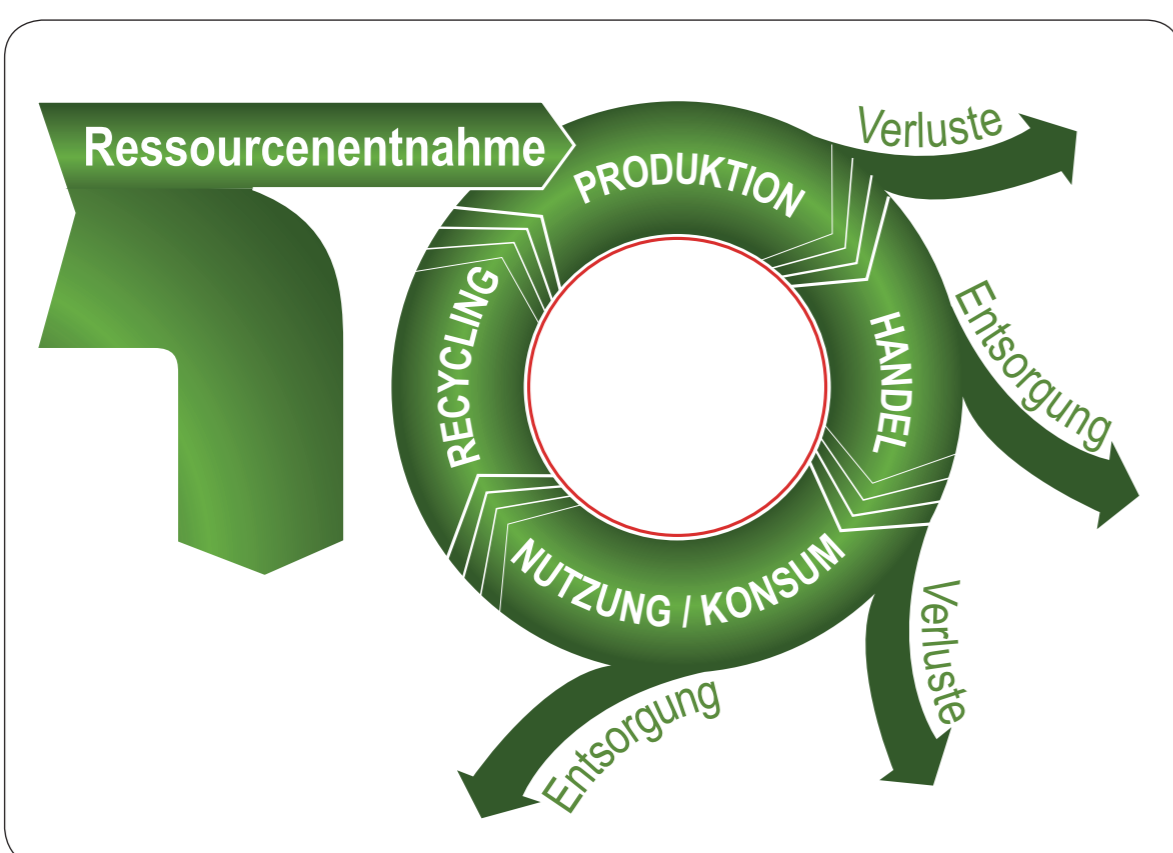 Ressourcenentnahme
PRODUKTION
Verluste
HANDEL
Entsorgung
NUTZUNG / KONSUM
Verluste
Entsorgung
RECYCLING